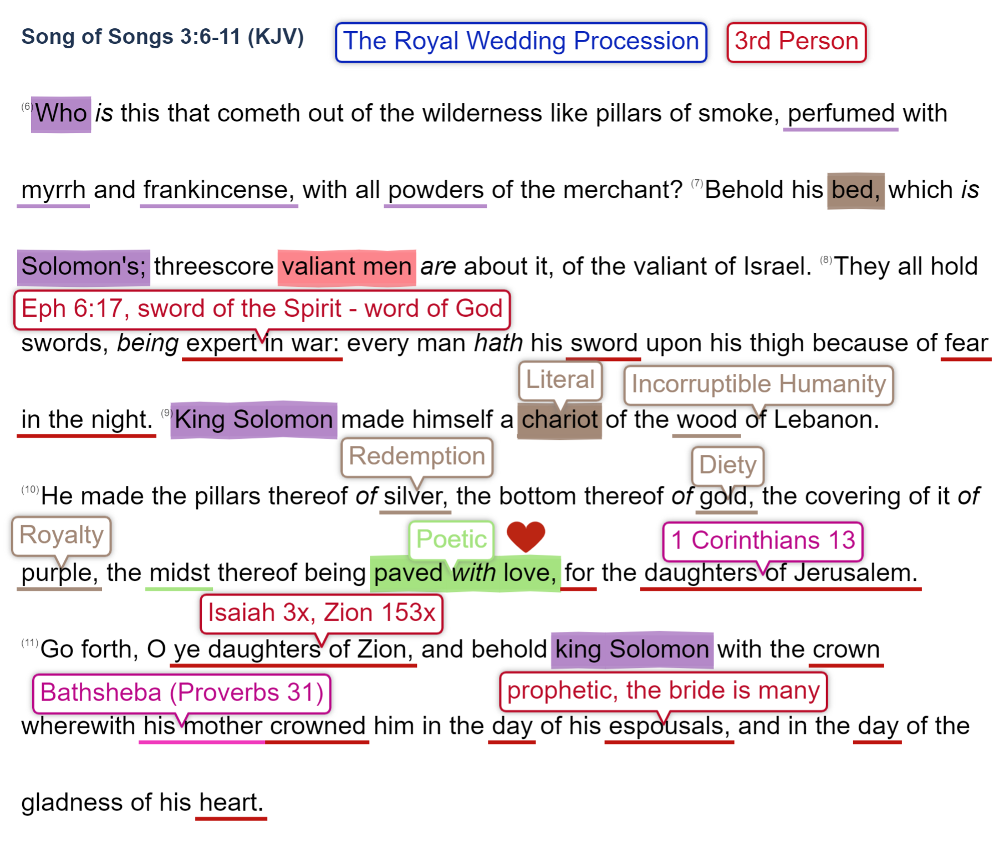 Song of Songs 3:6-11 (KJV) The Royal Wedding Procession 3rd Person
(6)Who is this that cometh out of the wilderness like pillars of smoke, perfumed with
myrrh and frankincense, with all powders of the merchant? (7)Behold his bed, which is
Solomon's; threescore valiant men are about it, of the valiant of Israel. (8)They all hold
Eph 6:17, sword of the Spirit - word of God
swords, being expert in war: every man hath his sword upon his thigh because of fear
Literal Incorruptible Humanity
in the night. (9)King Solomon made himself a chariot of the wood of Lebanon.
Redemption Diety
(10)He made the pillars thereof of silver, the bottom thereof of gold, the covering of it of
Royalty Poetic 1 Corinthians 13
purple, the midst thereof being paved with love, for the daughters of Jerusalem.
Isaiah 3x, Zion 153x
(11)Go forth, O ye daughters of Zion, and behold king Solomon with the crown
Bathsheba (Proverbs 31) prophetic, the bride is many
wherewith his mother crowned him in the day of his espousals, and in the day of the
gladness of his heart.